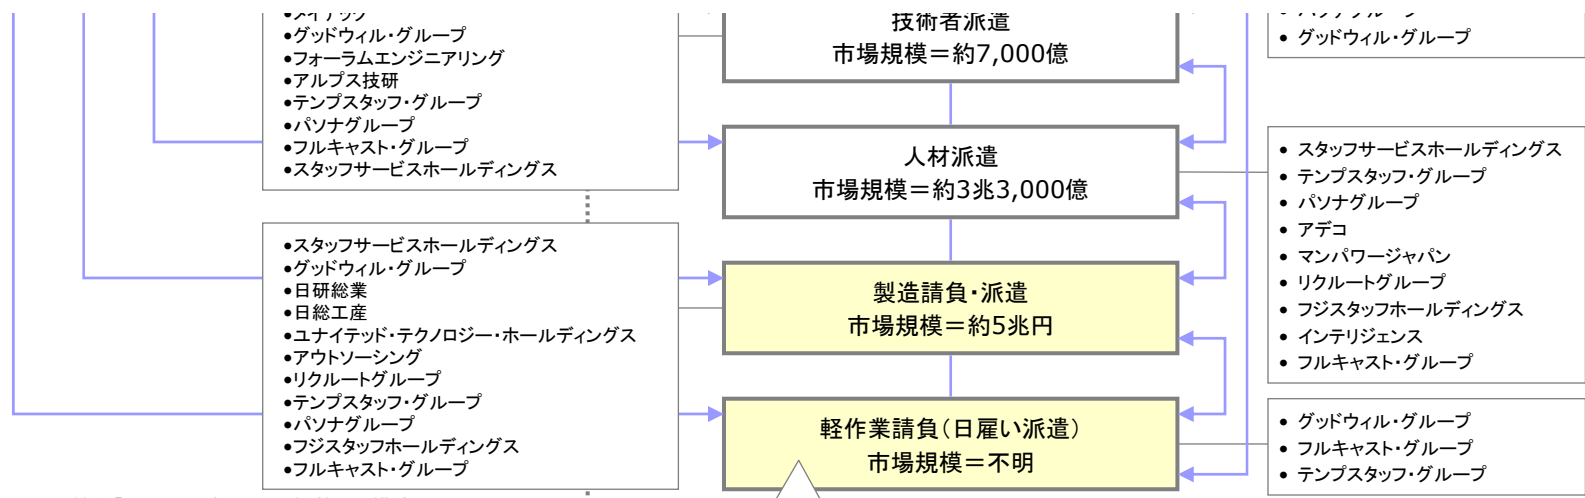 ●メイテック
●グッドウィル・グループ
●フォーラムエンジニアリング
●アルプス技研
●テンプスタッフ・グループ
●パソナグループ
●フルキャスト・グループ
●スタッフサービスホールディングス
技術者派遣
市場規模＝約7,000億
• グッドウィル・グループ
人材派遣
市場規模＝約3兆3,000億
• スタッフサービスホールディングス
• テンプスタッフ・グループ
• パソナグループ
• アデコ
• マンパワージャパン
• リクルートグループ
• フジスタッフホールディングス
• インテリジェンス
• フルキャスト・グループ
●スタッフサービスホールディングス
●グッドウィル・グループ
●日研総業
●日総工産
●ユナイテッド・テクノロジー・ホールディングス
●アウトソーシング
●リクルートグループ
●テンプスタッフ・グループ
●パソナグループ
●フジスタッフホールディングス
●フルキャスト・グループ
製造請負・派遣
市場規模＝約5兆円
軽作業請負（日雇い派遣）
市場規模＝不明
• グッドウィル・グループ
• フルキャスト・グループ
• テンプスタッフ・グループ